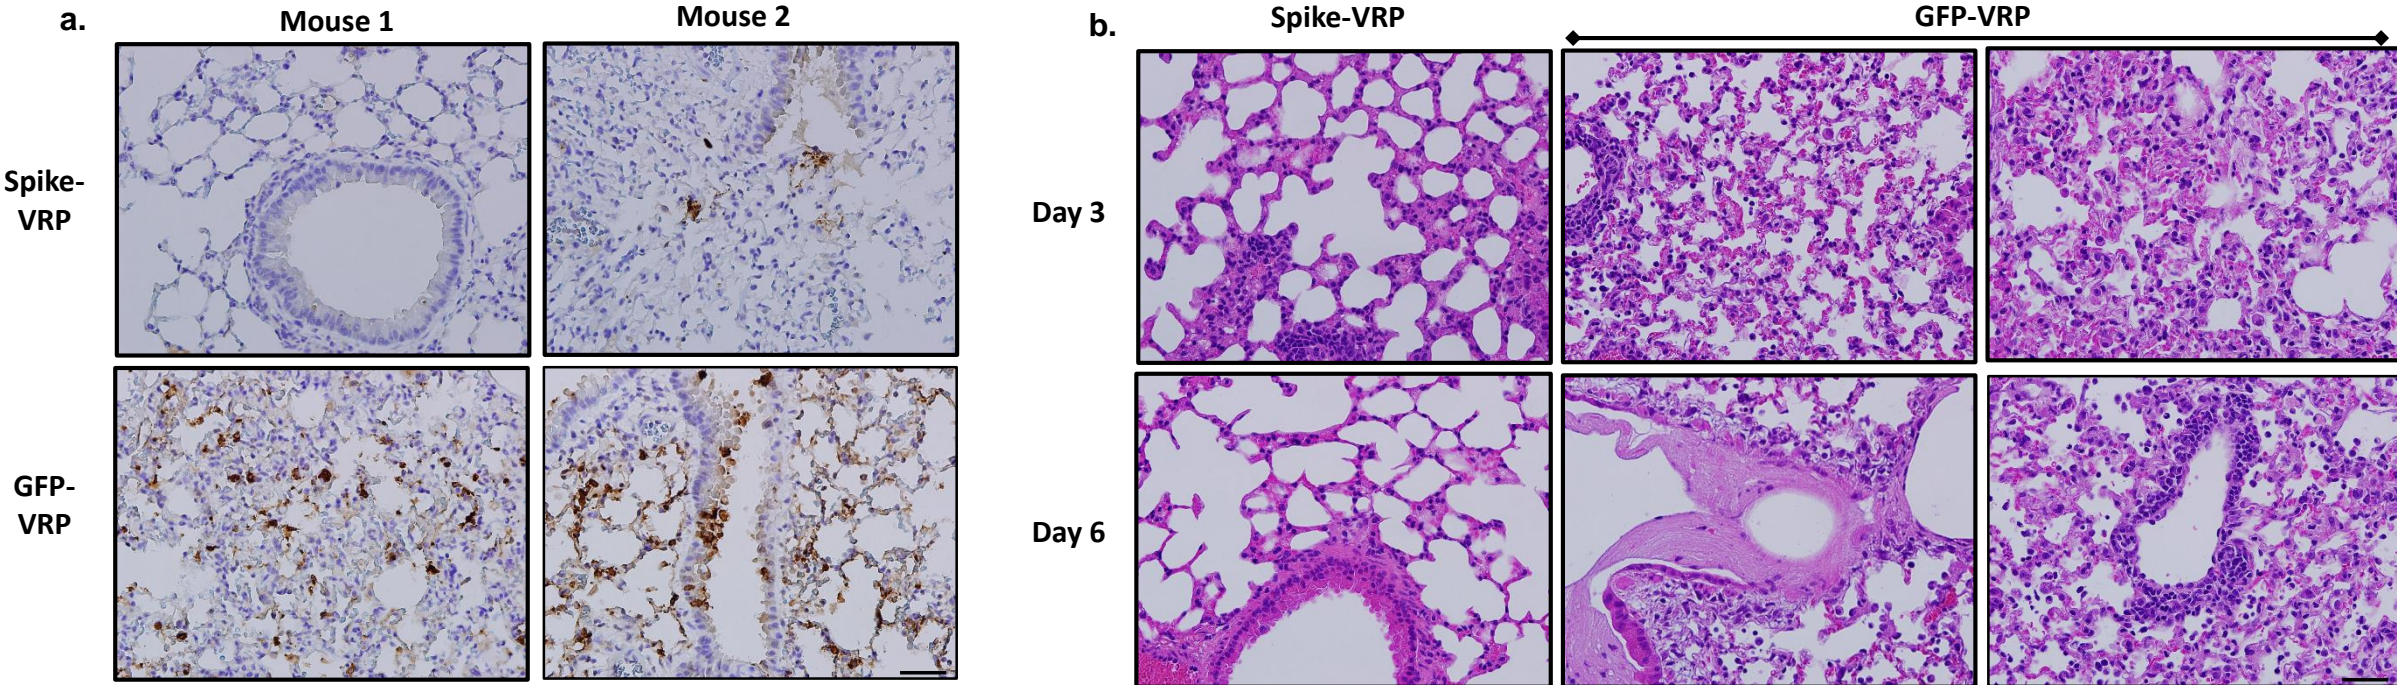 a.
Mouse 1
Mouse 2
Spike-
VRP
GFP-
VRP
b.
Spike-VRP
GFP-VRP
Day 3
Day 6